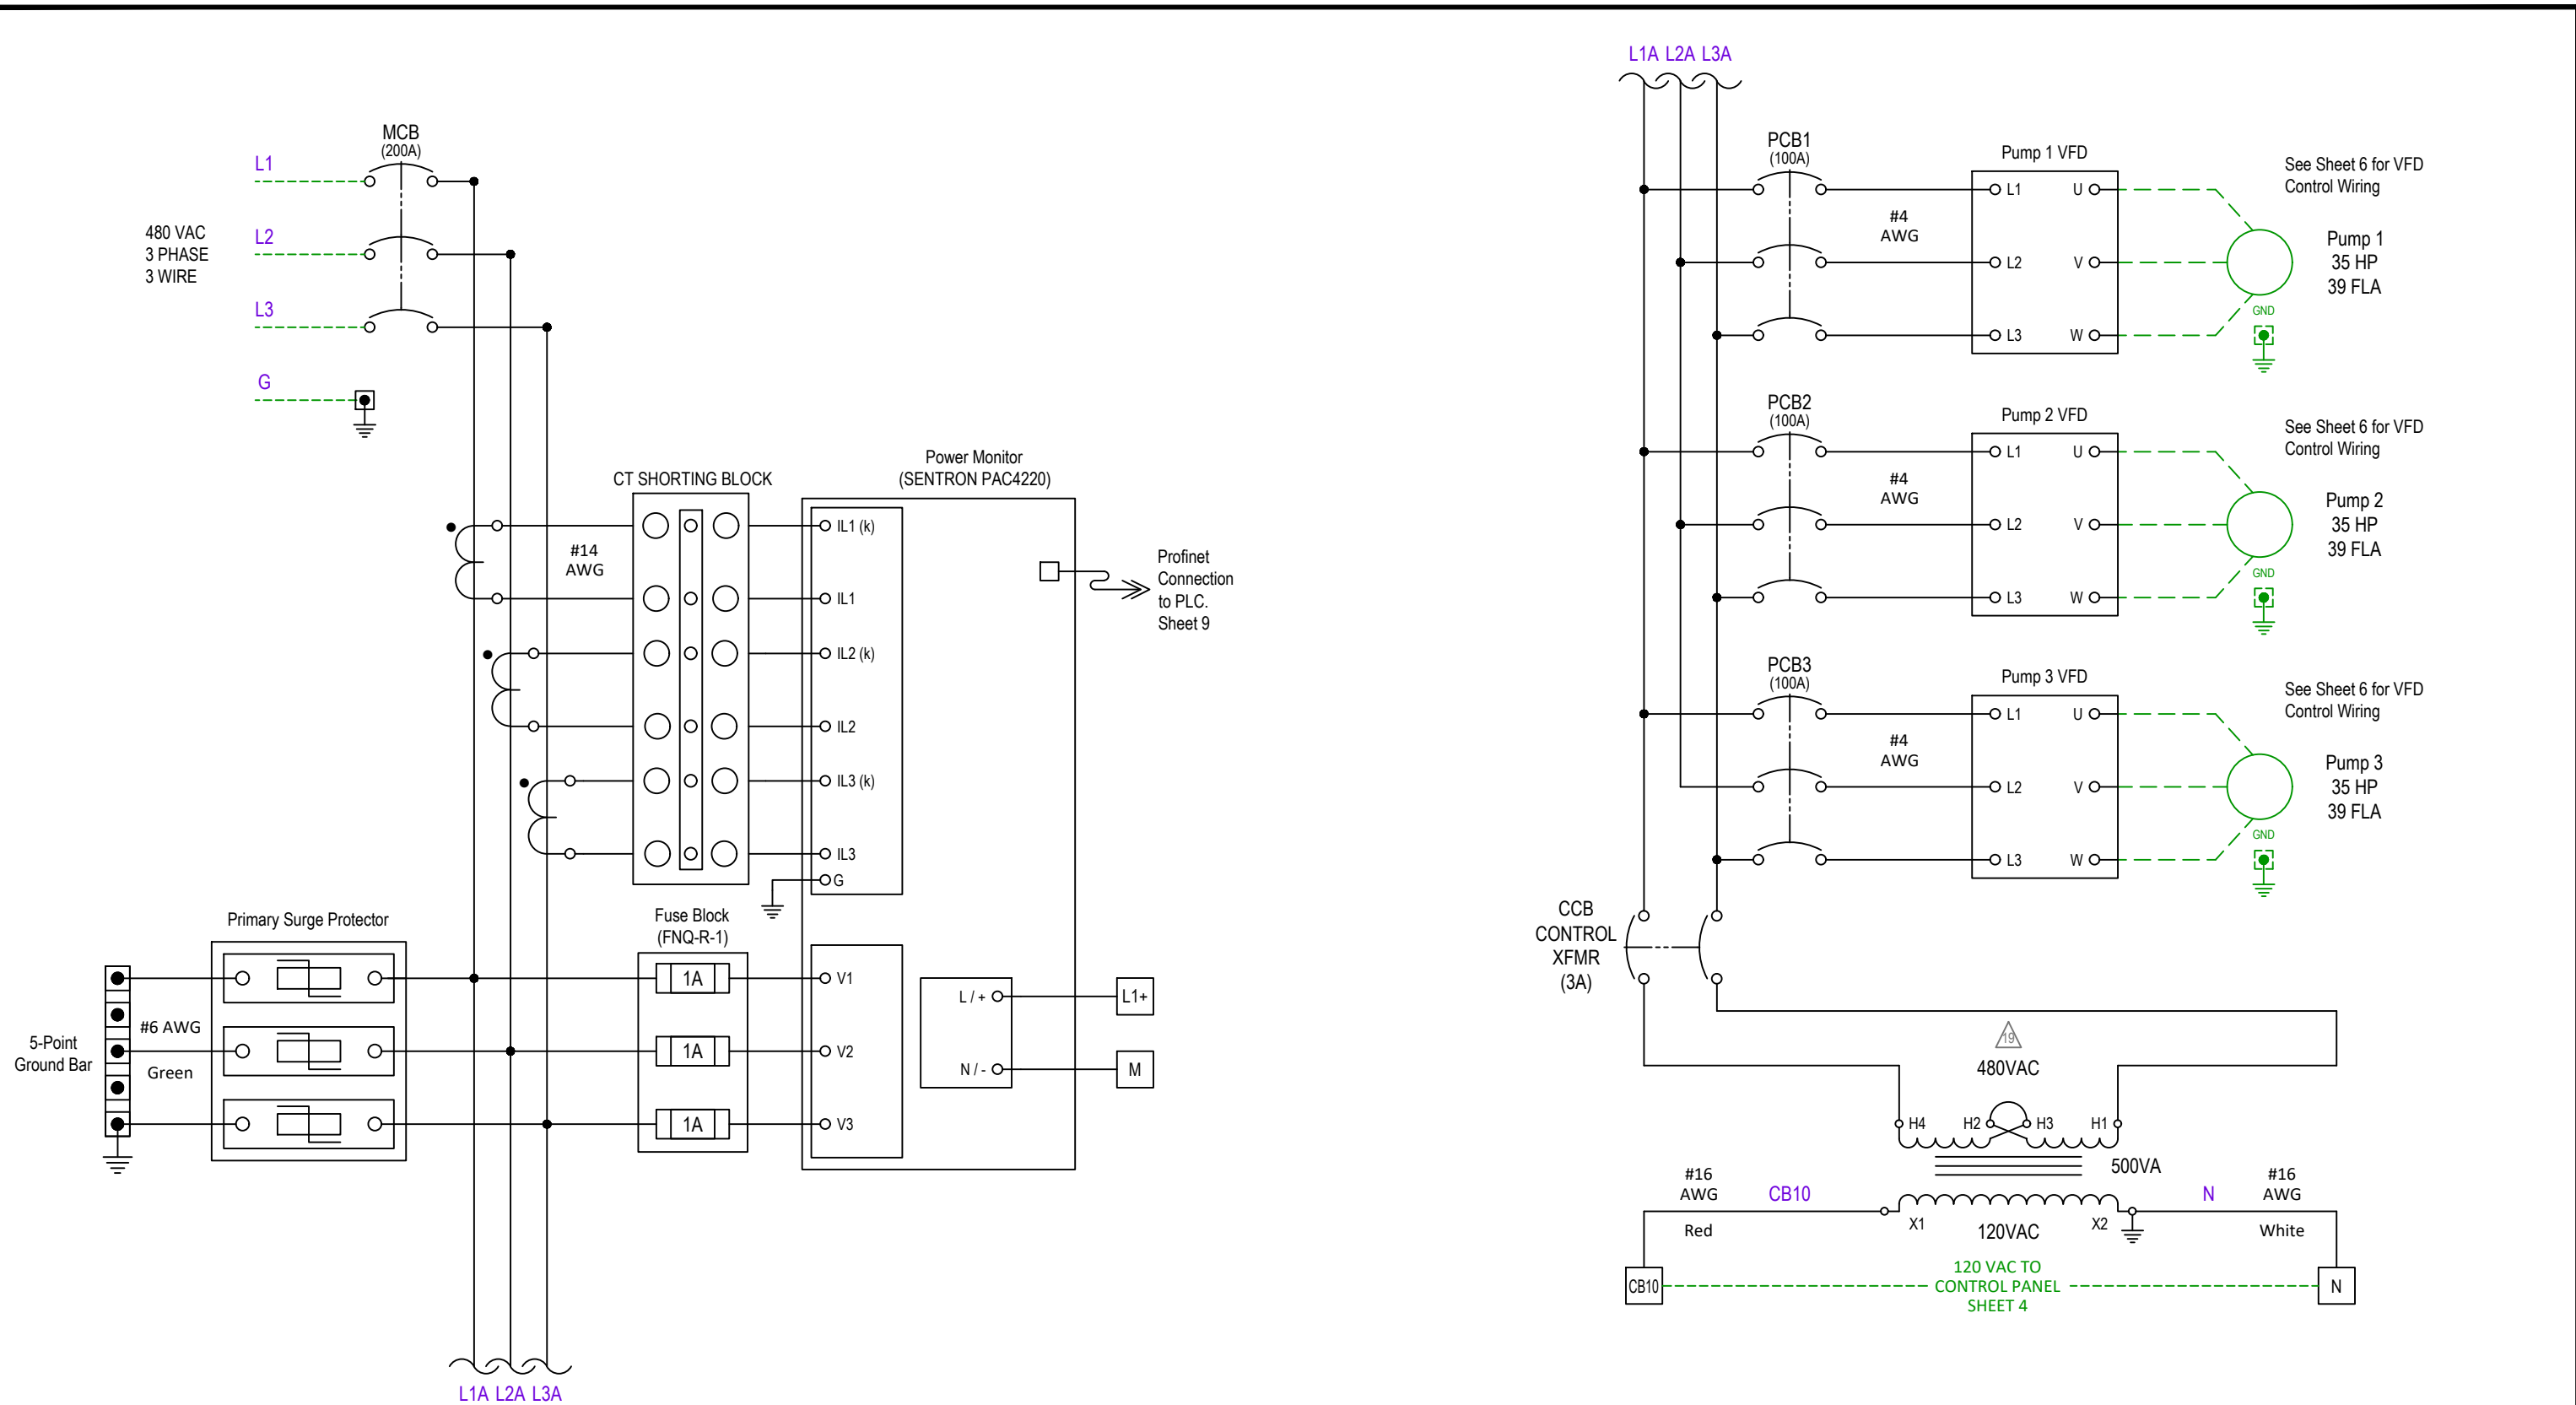 MCB
(200A)
L1
L2
L3
G
480 VAC
3 PHASE
3 WIRE
CT SHORTING BLOCK
#14
AWG
Power Monitor
(SENTRON PAC4220)
IL1 (k)
IL1
IL2 (k)
IL2
IL3 (k)
IL3
G
Profinet
Connection
to PLC.
Sheet 9
Primary Surge Protector
5-Point
Ground Bar
#6 AWG
Green
Fuse Block
(FNQ-R-1)
1A
1A
1A
V1
V2
V3
L / +
N / -
L1+
M
L1A L2A L3A
L1A L2A L3A
PCB1
(100A)
#4
AWG
Pump 1 VFD
L1
L2
L3
U
V
W
See Sheet 6 for VFD
Control Wiring
Pump 1
35 HP
39 FLA
GND
PCB2
(100A)
#4
AWG
Pump 2 VFD
L1
L2
L3
U
V
W
See Sheet 6 for VFD
Control Wiring
Pump 2
35 HP
39 FLA
GND
PCB3
(100A)
#4
AWG
Pump 3 VFD
L1
L2
L3
U
V
W
See Sheet 6 for VFD
Control Wiring
Pump 3
35 HP
39 FLA
GND
CCB
CONTROL
XFMR
(3A)
19
480VAC
H4
H2
H3
H1
500VA
#16
AWG
Red
CB10
X1
120VAC
X2
N
#16
AWG
White
CB10
120 VAC TO
CONTROL PANEL
SHEET 4
N